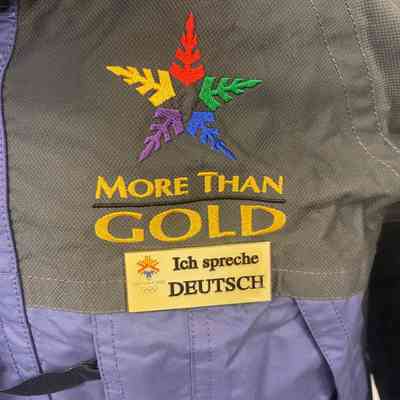 MORE THAN
GOLD
Ich spreche
DEUTSCH